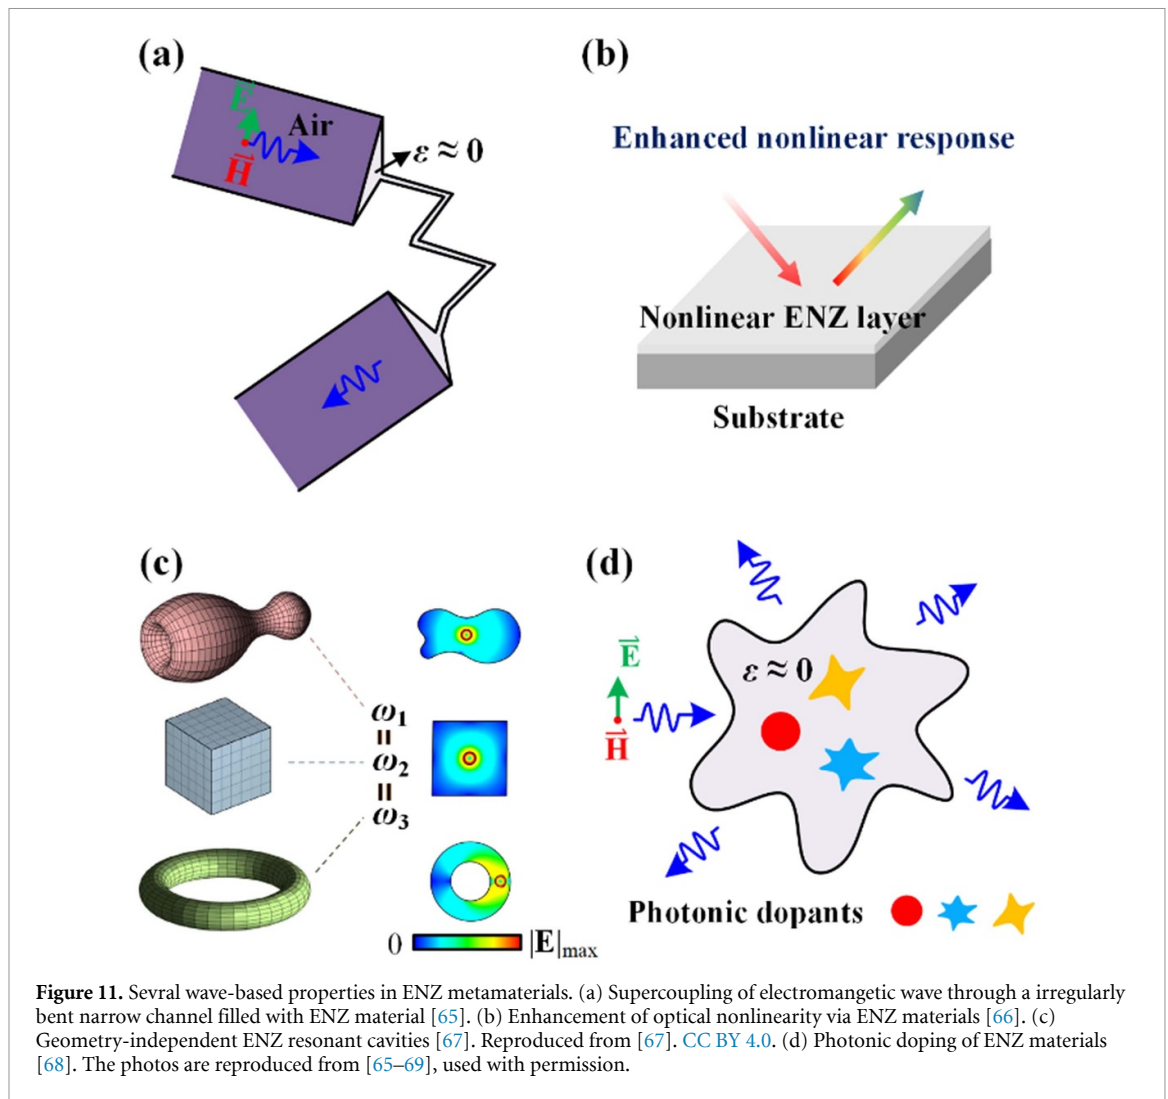 (a)
E
Air
H
ε ≈ 0
(b)
Enhanced nonlinear response
Nonlinear ENZ layer
Substrate
(c)
ω1
=
ω2
=
ω3
0
|E|max
(d)
E
H
ε ≈ 0
Photonic dopants
Figure 11. Sevral wave-based properties in ENZ metamaterials. (a) Supercoupling of electromangetic wave through a irregularly
bent narrow channel filled with ENZ material [65]. (b) Enhancement of optical nonlinearity via ENZ materials [66]. (c)
Geometry-independent ENZ resonant cavities [67]. Reproduced from [67]. CC BY 4.0. (d) Photonic doping of ENZ materials
[68]. The photos are reproduced from [65–69], used with permission.